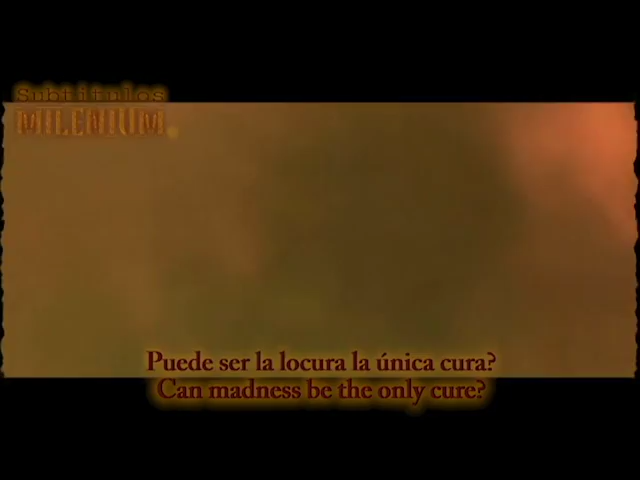 Subtitulos
MILENIUM
Puede ser la locura la única cura?
Can madness be the only cure?